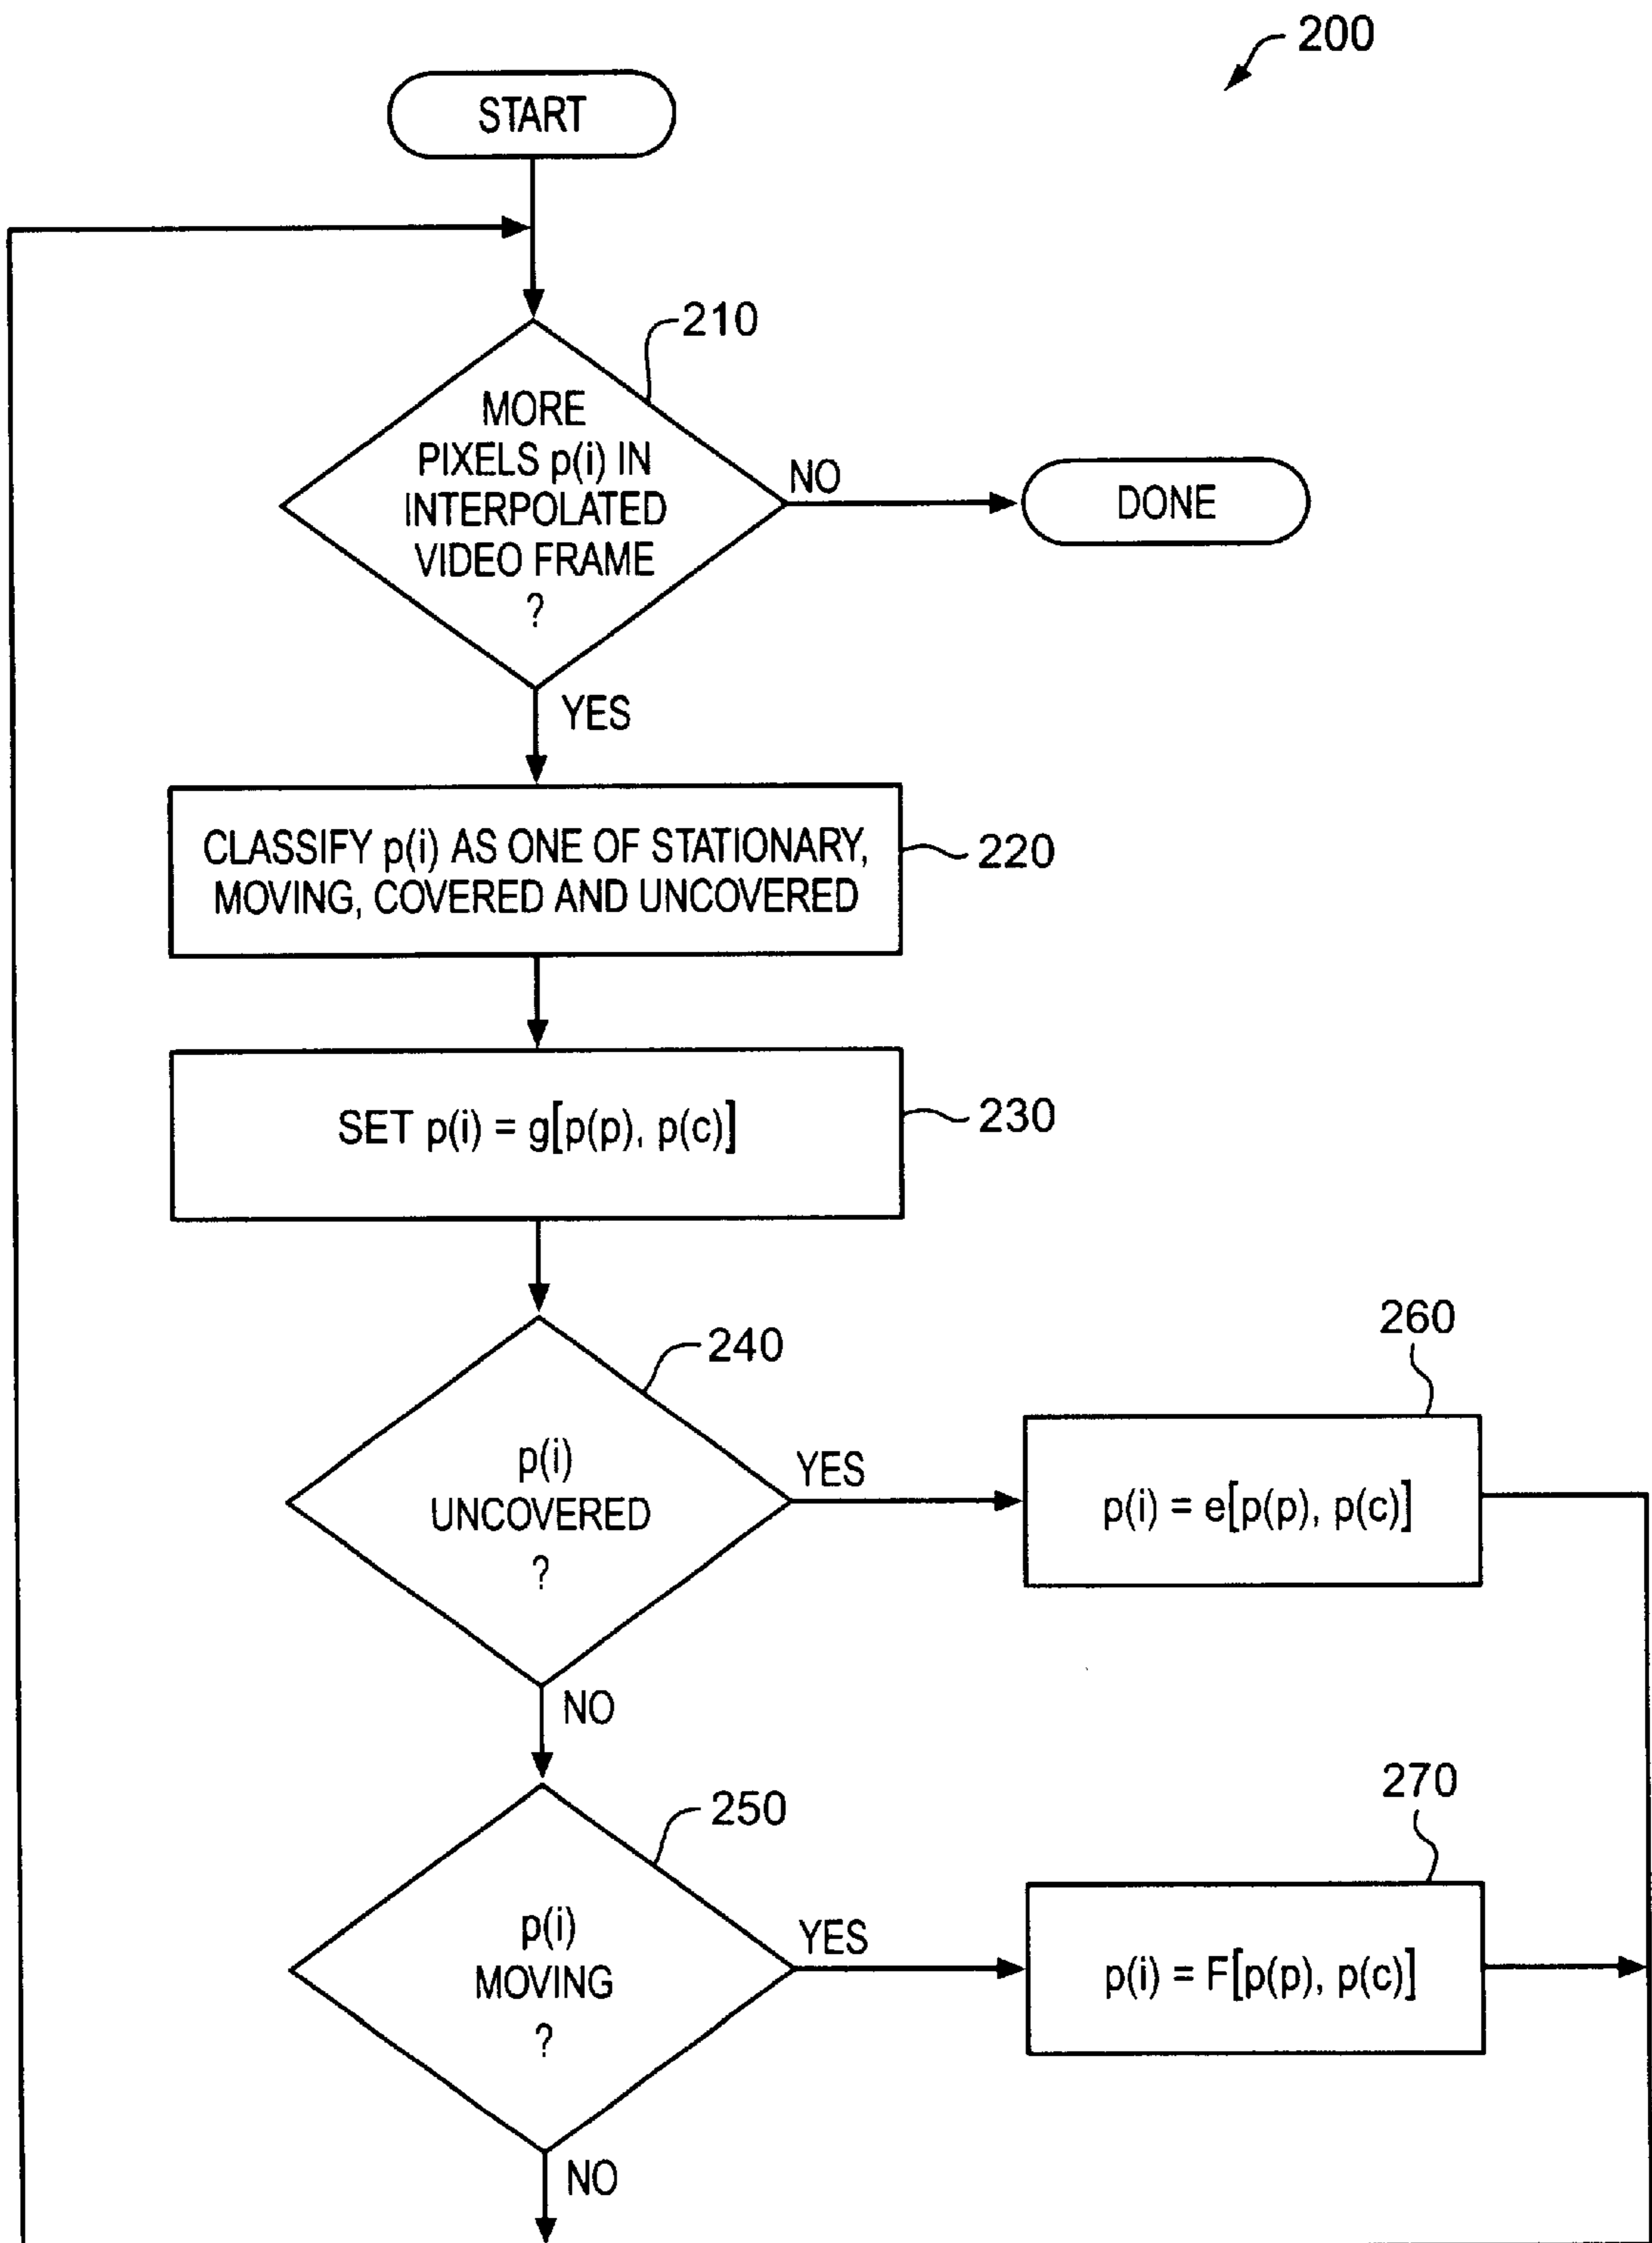 200
START
210
MORE
PIXELS p(i) IN
INTERPOLATED
VIDEO FRAME
?
NO
DONE
YES
CLASSIFY p(i) AS ONE OF STATIONARY,
MOVING, COVERED AND UNCOVERED
220
SET p(i) = g[p(p), p(c)]
230
240
p(i)
UNCOVERED
?
YES
260
p(i) = e[p(p), p(c)]
NO
250
p(i)
MOVING
?
YES
270
p(i) = F[p(p), p(c)]
NO